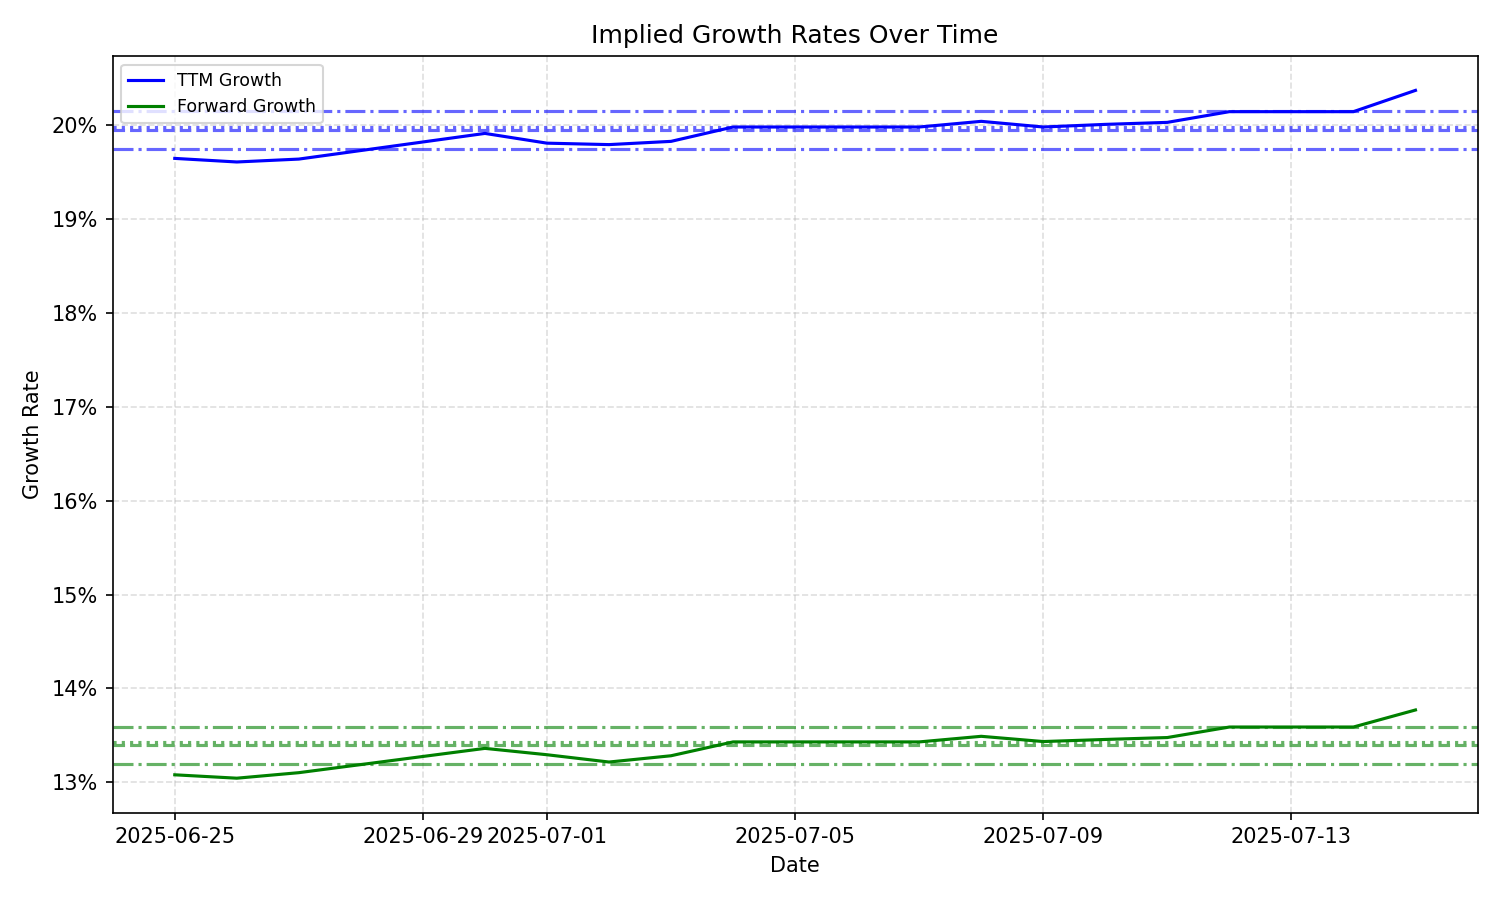 Implied Growth Rates Over Time
TTM Growth
Forward Growth
20%
19%
18%
17%
16%
15%
14%
13%
Growth Rate
2025-06-25 2025-06-29 2025-07-01 2025-07-05 2025-07-09 2025-07-13
Date